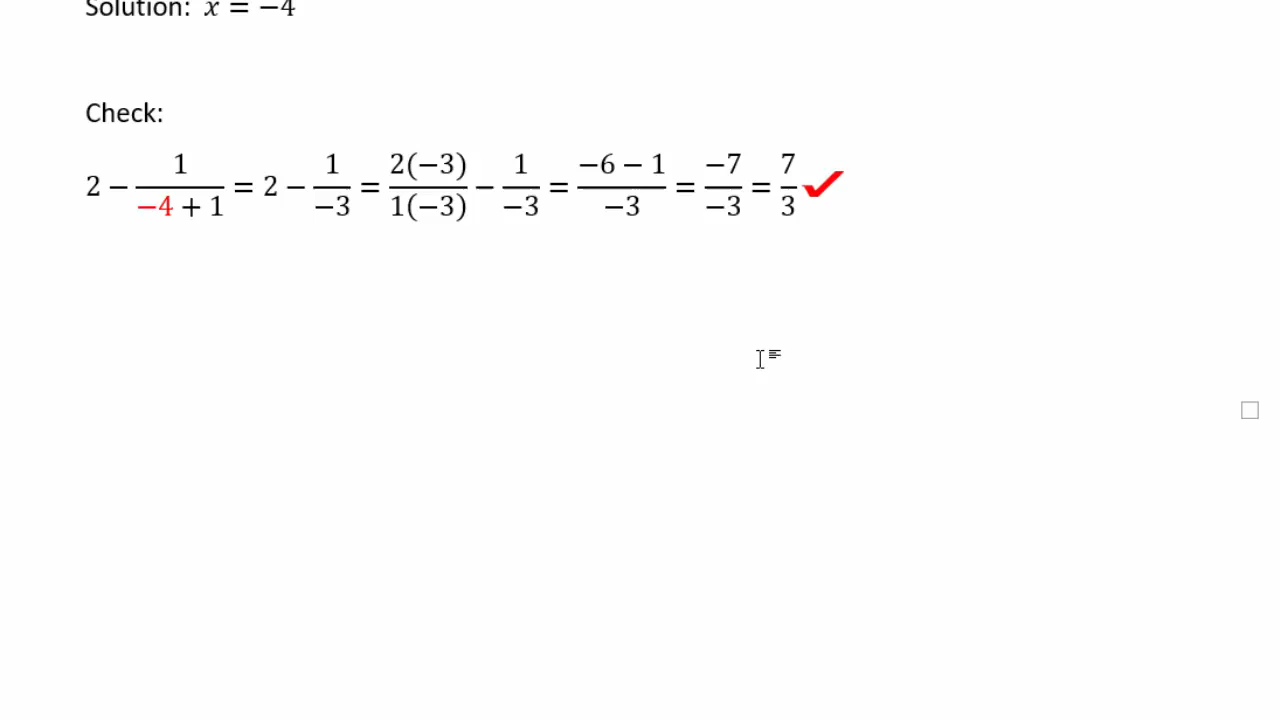 Solution: x = −4
Check:
2 − 1/(−4 + 1) = 2 − 1/−3 = 2(−3)/1(−3) − 1/−3 = (−6 − 1)/−3 = −7/−3 = 7/3 ✓